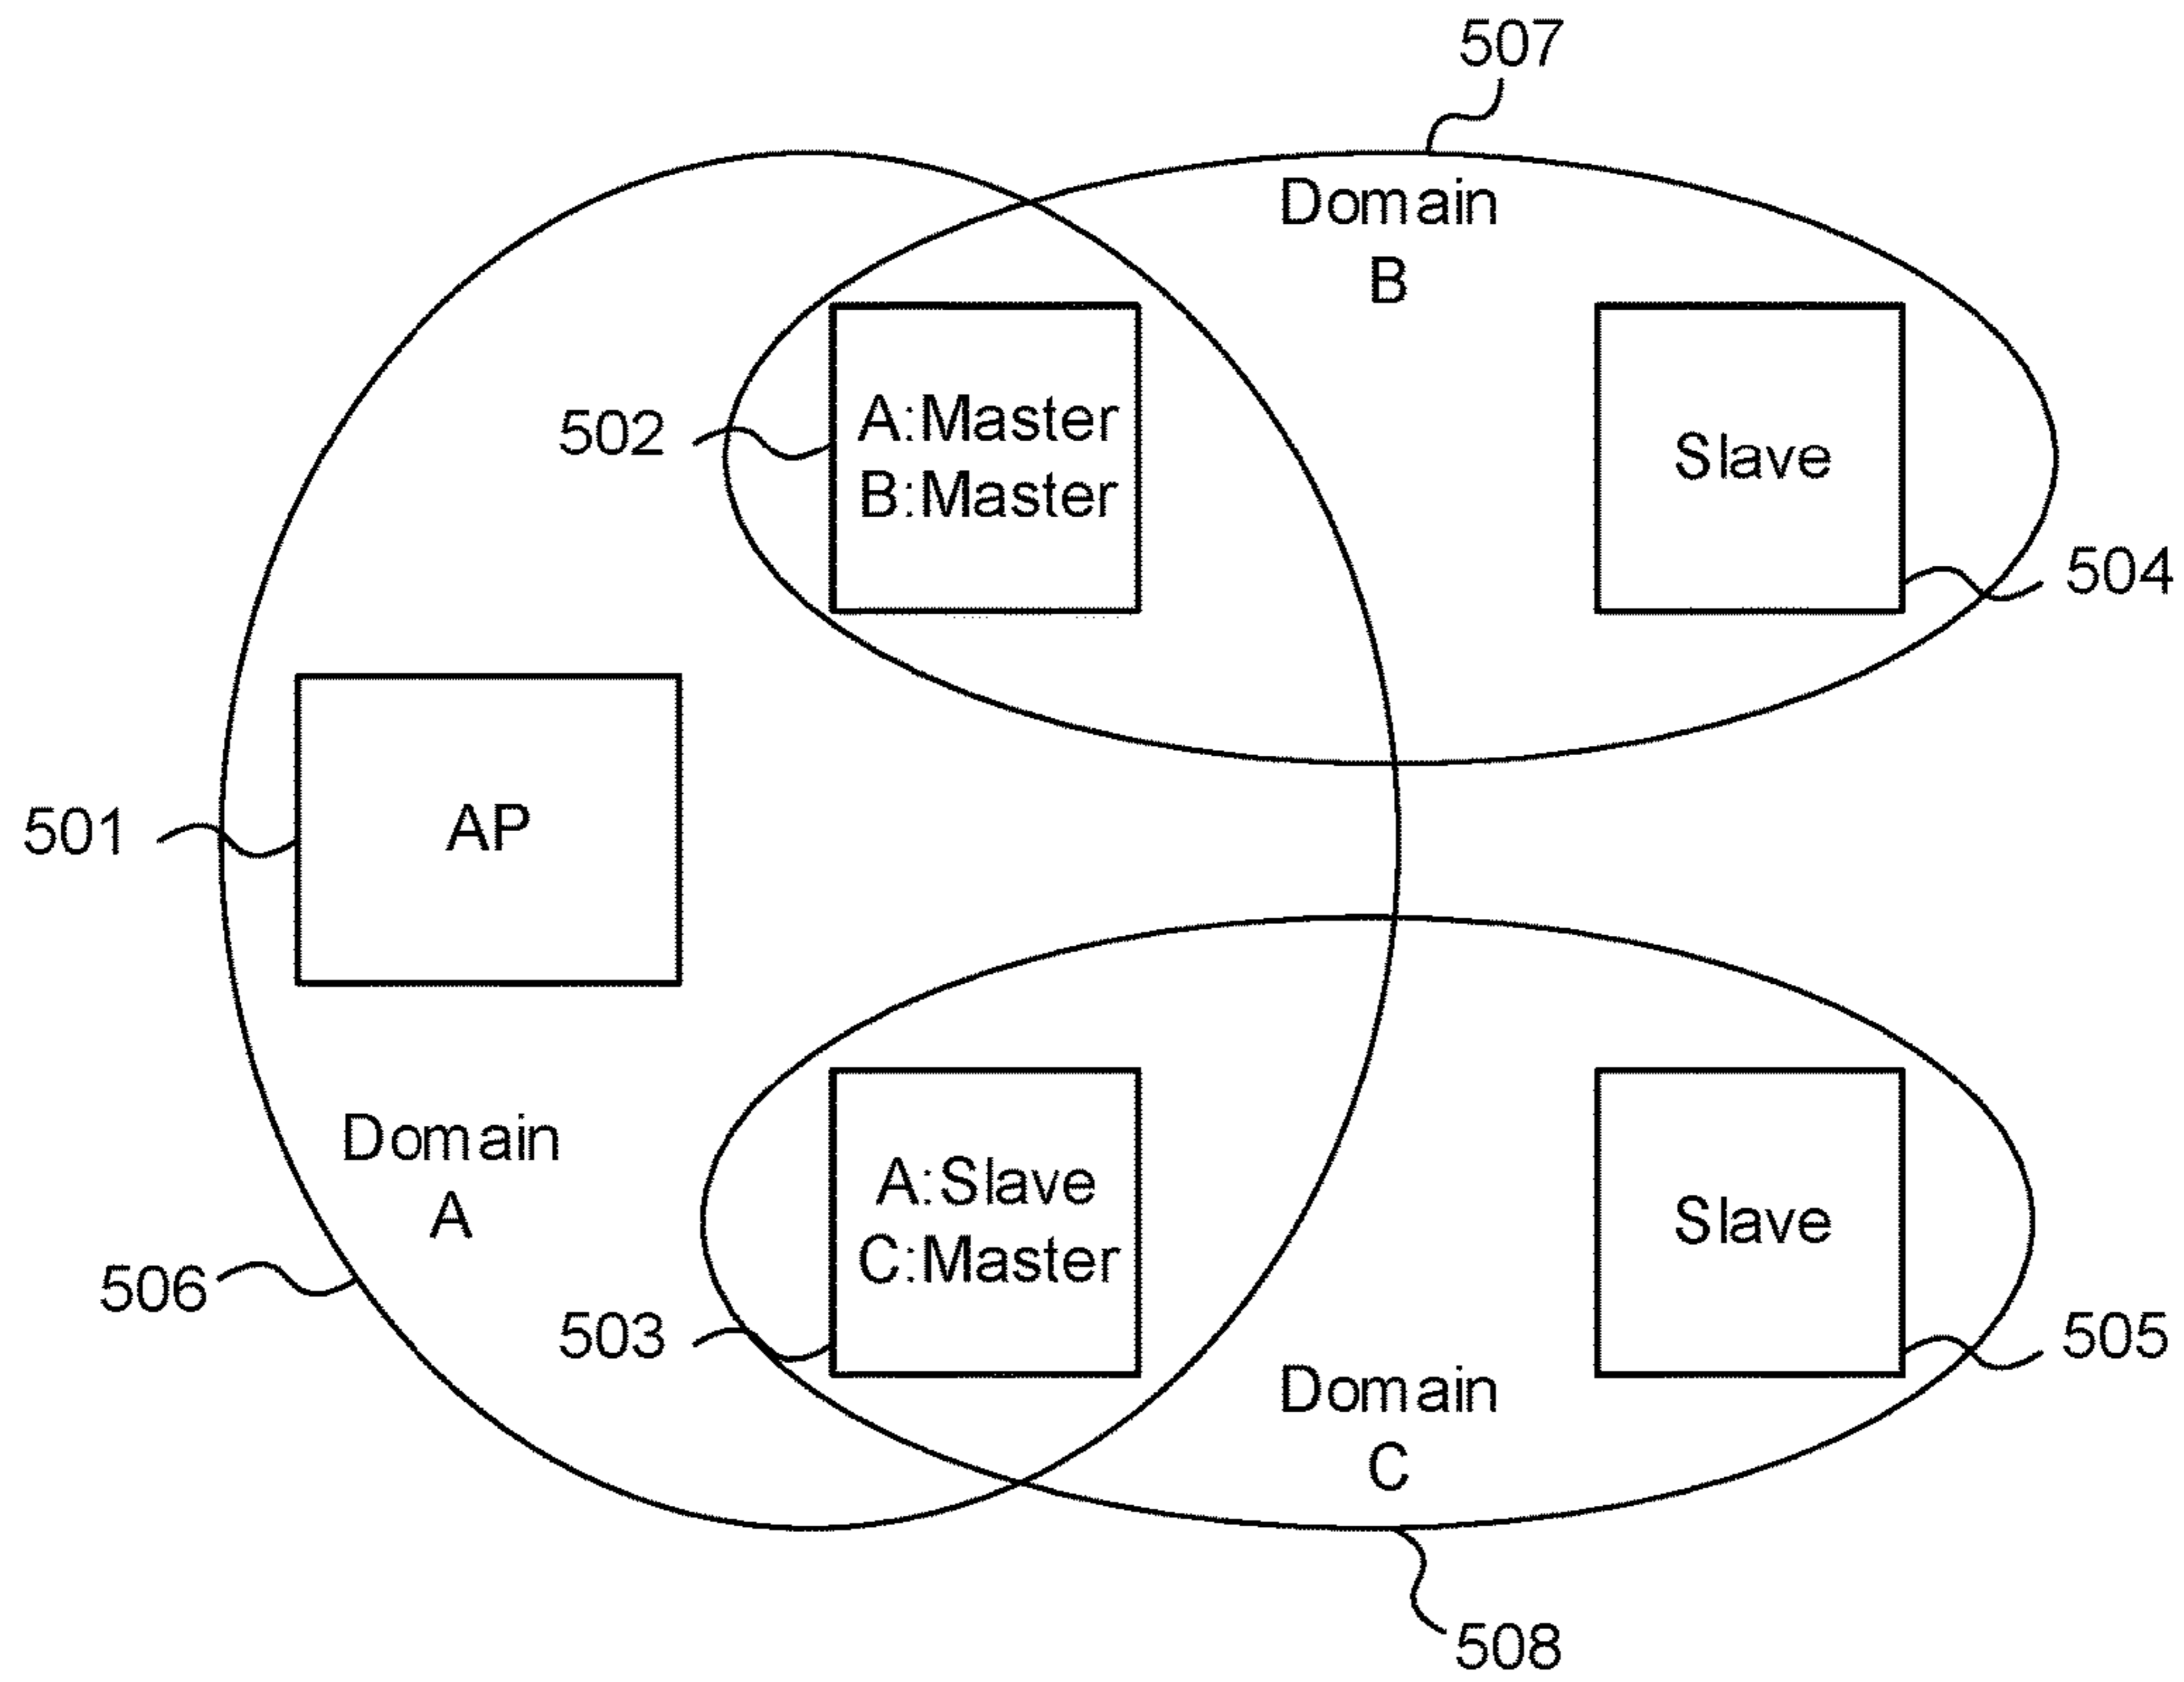 507
Domain
B
502
A:Master
B:Master
Slave
504
501
AP
Domain
A
506
503
A:Slave
C:Master
Slave
505
Domain
C
508